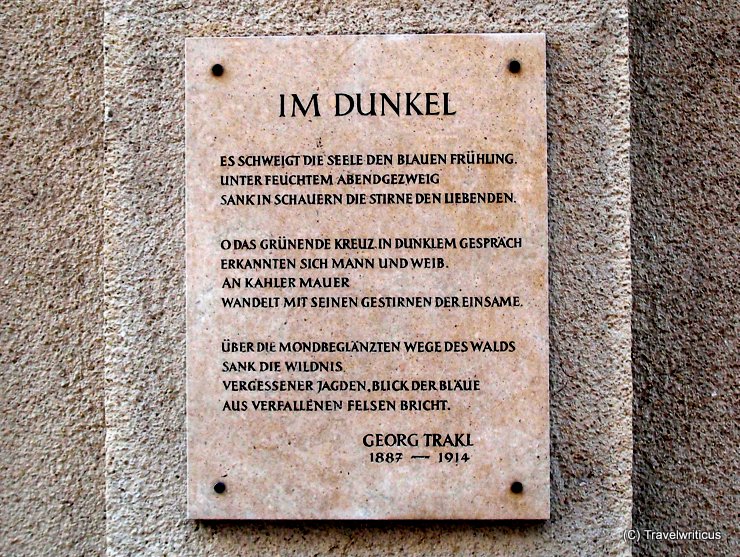 IM DUNKEL
ES SCHWEIGT DIE SEELE DEN BLAUEN FRÜHLING.
UNTER FEUCHTEM ABENDGEZWEIG
SANK IN SCHAUERN DIE STIRNE DEN LIEBENDEN.
O DAS GRÜNENDE KREUZ. IN DUNKLEM GESPRÄCH
ERKANNTEN SICH MANN UND WEIB.
AN KAHLER MAUER
WANDELT MIT SEINEN GESTIRNEN DER EINSAME.
ÜBER DIE MONDBEGLÄNZTEN WEGE DES WALDS
SANK DIE WILDNIS
VERGESSENER JAGDEN, BLICK DER BLÄUE
AUS VERFALLENEN FELSEN BRICHT.
GEORG TRAKL
1887 — 1914
(C) Travelwriticus